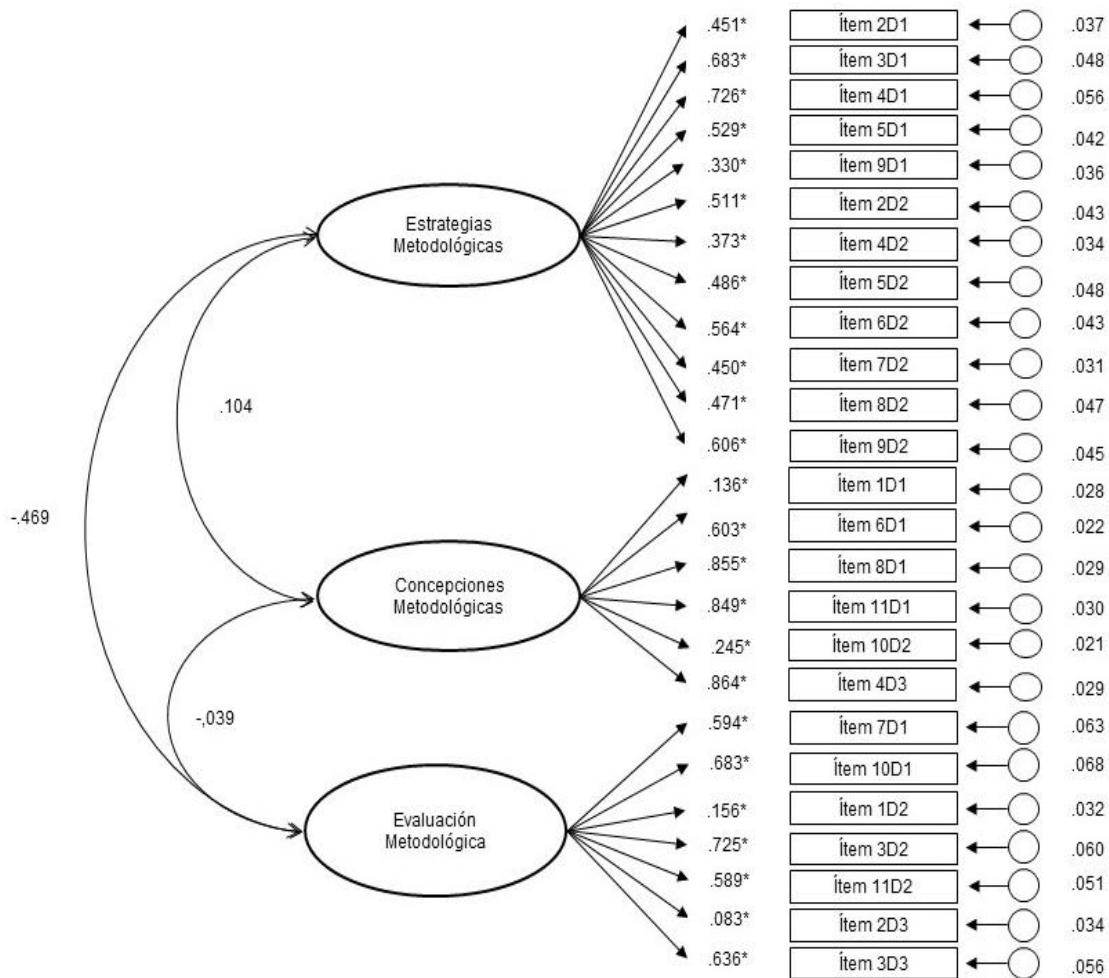 .451* Ítem 2D1 .037
.683* Ítem 3D1 .048
.726* Ítem 4D1 .056
.529* Ítem 5D1 .042
.330* Ítem 9D1 .036
.511* Ítem 2D2 .043
Estrategias
Metodológicas
.373* Ítem 4D2 .034
.486* Ítem 5D2 .048
.564* Ítem 6D2 .043
.450* Ítem 7D2 .031
.471* Ítem 8D2 .047
.104
.606* Ítem 9D2 .045
.136* Ítem 1D1 .028
-.469
.603* Ítem 6D1 .022
.855* Ítem 8D1 .029
Concepciones
Metodológicas
.849* Ítem 11D1 .030
.245* Ítem 10D2 .021
.864* Ítem 4D3 .029
-,039
.594* Ítem 7D1 .063
.683* Ítem 10D1 .068
.156* Ítem 1D2 .032
Evaluación
Metodológica
.725* Ítem 3D2 .060
.589* Ítem 11D2 .051
.083* Ítem 2D3 .034
.636* Ítem 3D3 .056